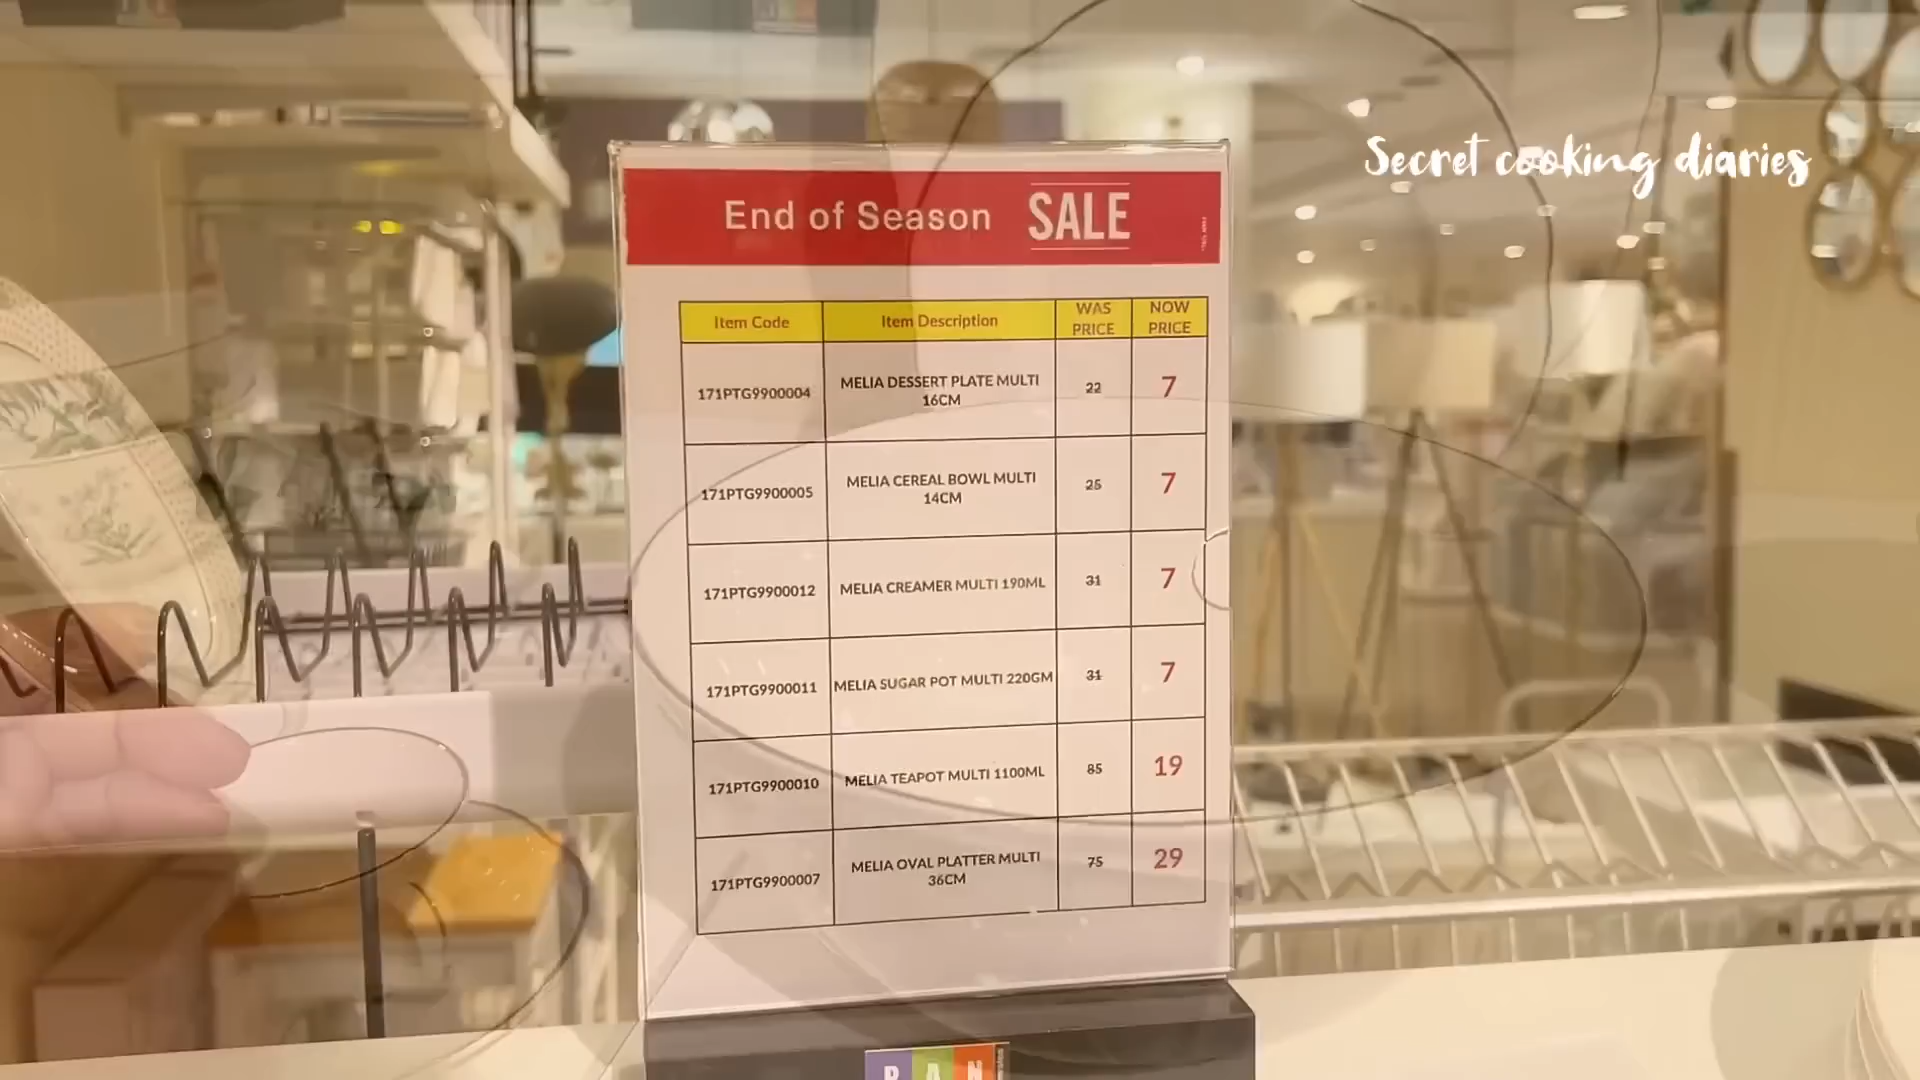 Secret cooking diaries
End of Season SALE
Item Code Item Description WAS PRICE NOW PRICE
171PTG9900004 MELIA DESSERT PLATE MULTI 16CM 22 7
171PTG9900005 MELIA CEREAL BOWL MULTI 14CM 25 7
171PTG9900012 MELIA CREAMER MULTI 190ML 31 7
171PTG9900011 MELIA SUGAR POT MULTI 220GM 31 7
171PTG9900010 MELIA TEAPOT MULTI 1100ML 85 19
171PTG9900007 MELIA OVAL PLATTER MULTI 36CM 75 29
PAN